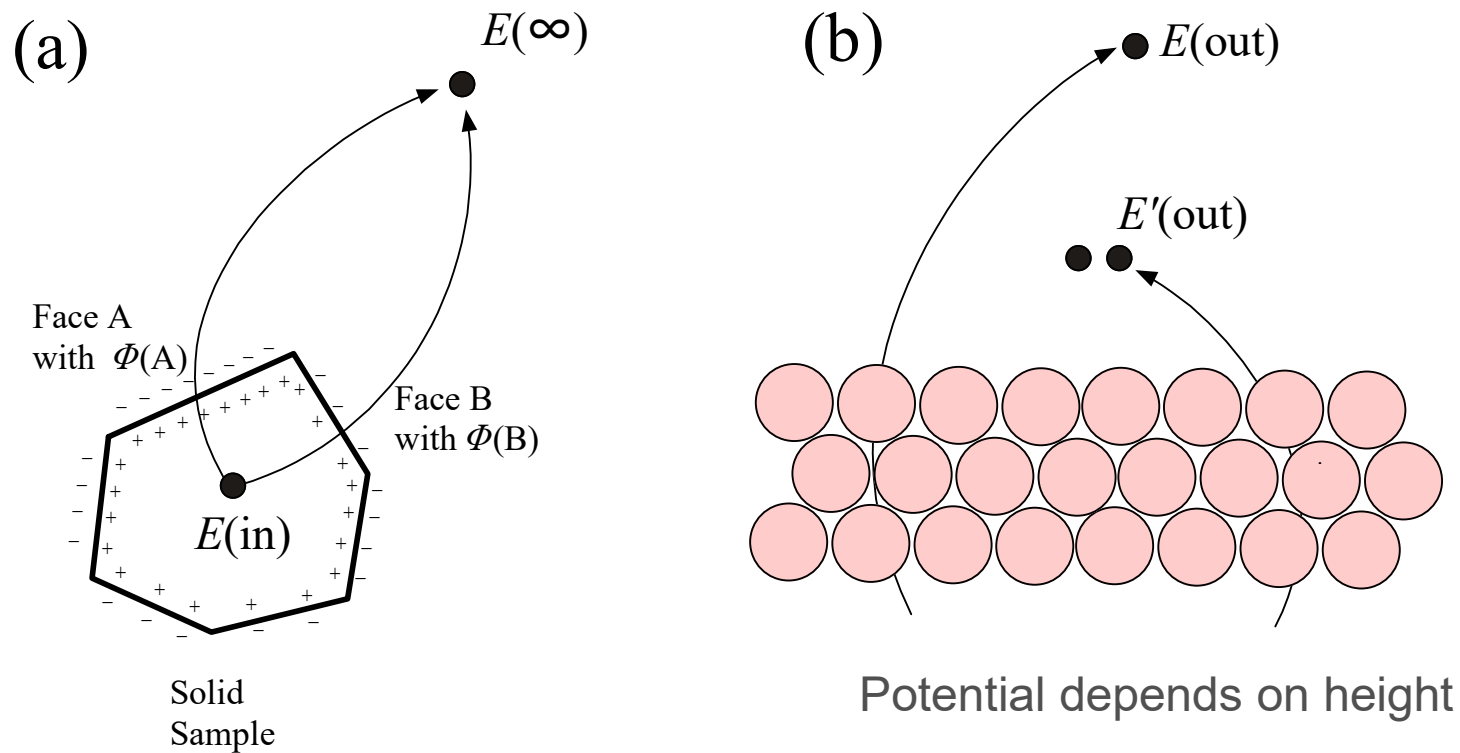 (a)
E(∞)
Face A
with Φ(A)
Face B
with Φ(B)
E(in)
Solid
Sample
(b)
E(out)
E'(out)
Potential depends on height